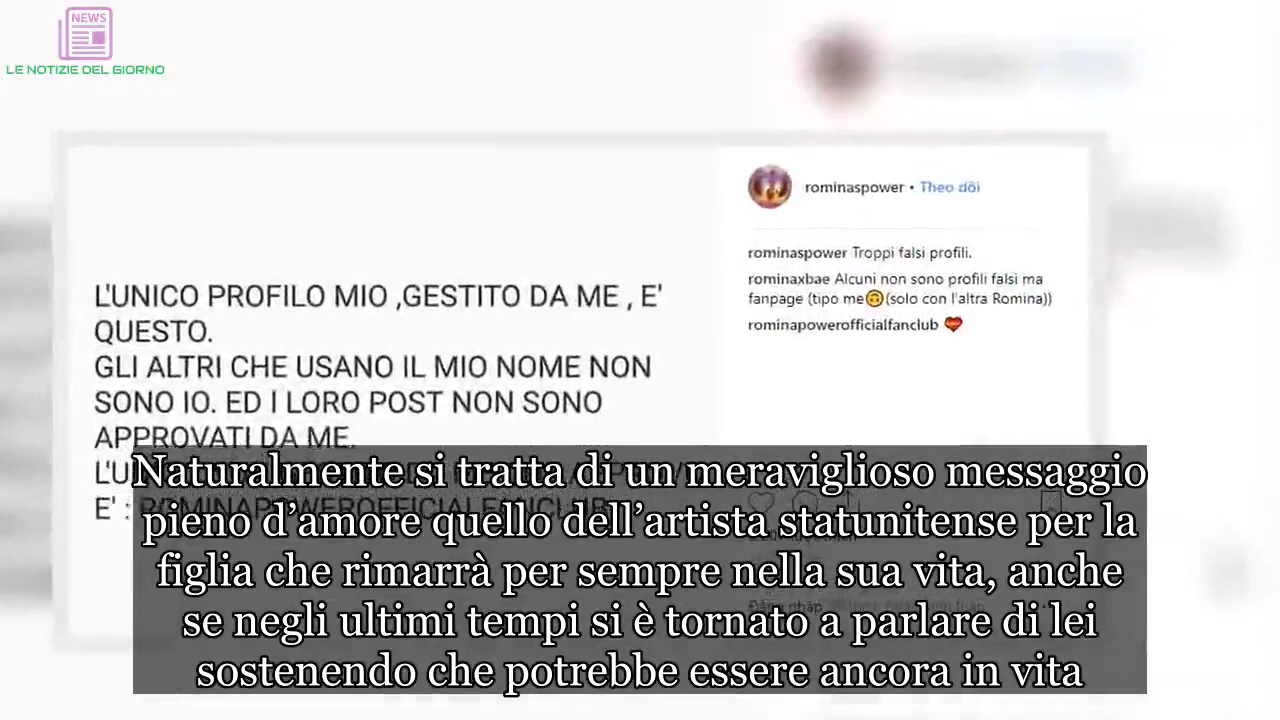 NEWS
LE NOTIZIE DEL GIORNO
rominaspower • Theo dõi
rominaspower Troppi falsi profili.
rominaxbae Alcuni non sono profili falsi ma
fanpage (tipo me🙃(solo con l'altra Romina))
rominapowerofficialfanclub ❤️
L'UNICO PROFILO MIO ,GESTITO DA ME , E'
QUESTO.
GLI ALTRI CHE USANO IL MIO NOME NON
SONO IO. ED I LORO POST NON SONO
APPROVATI DA ME.
E' : ROMINAPOWEROFFICIALFANCLUB
Naturalmente si tratta di un meraviglioso messaggio
pieno d’amore quello dell’artista statunitense per la
figlia che rimarrà per sempre nella sua vita, anche
se negli ultimi tempi si è tornato a parlare di lei
sostenendo che potrebbe essere ancora in vita
Đăng nhập